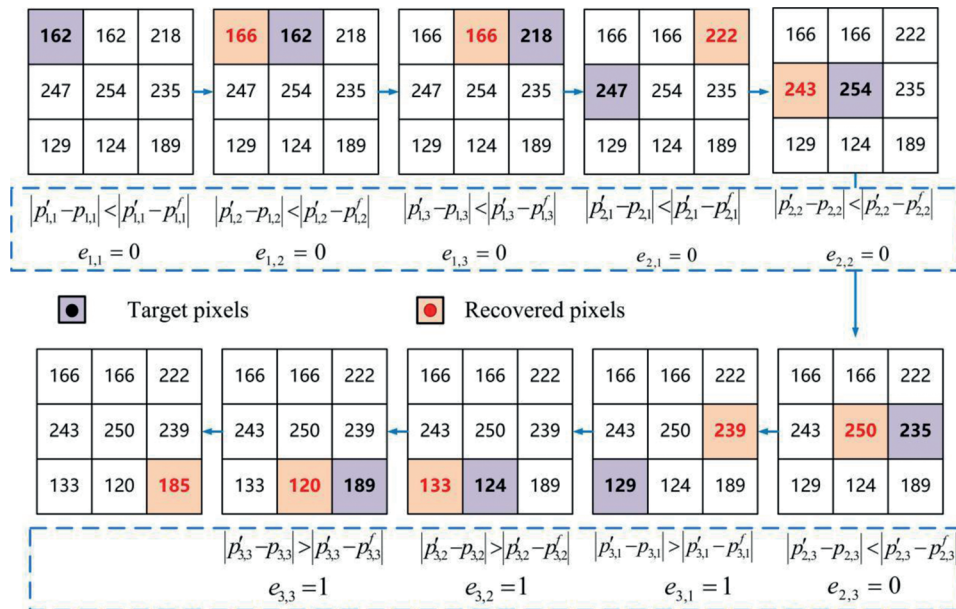 162 162 218 166 162 218 166 166 218 166 166 222 166 166 222
247 254 235 247 254 235 247 254 235 247 254 235 243 254 235
129 124 189 129 124 189 129 124 189 129 124 189 129 124 189
|p′1,1−p1,1|<|p′1,1−p^f1,1| |p′1,2−p1,2|<|p′1,2−p^f1,2| |p′1,3−p1,3|<|p′1,3−p^f1,3| |p′2,1−p2,1|<|p′2,1−p^f2,1| |p′2,2−p2,2|<|p′2,2−p^f2,2|
e1,1=0 e1,2=0 e1,3=0 e2,1=0 e2,2=0
Target pixels Recovered pixels
166 166 222 166 166 222 166 166 222 166 166 222 166 166 222
243 250 239 243 250 239 243 250 239 243 250 239 243 250 235
133 120 185 133 120 189 133 124 189 129 124 189 129 124 189
|p′3,3−p3,3|>|p′3,3−p^f3,3| |p′3,2−p3,2|>|p′3,2−p^f3,2| |p′3,1−p3,1|>|p′3,1−p^f3,1| |p′2,3−p2,3|<|p′2,3−p^f2,3|
e3,3=1 e3,2=1 e3,1=1 e2,3=0